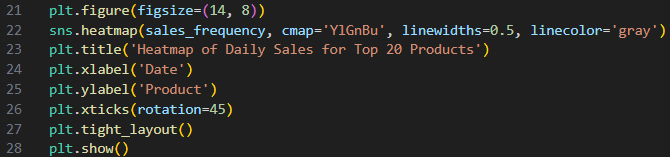 21 plt.figure(figsize=(14, 8))
22 sns.heatmap(sales_frequency, cmap='YlGnBu', linewidths=0.5, linecolor='gray')
23 plt.title('Heatmap of Daily Sales for Top 20 Products')
24 plt.xlabel('Date')
25 plt.ylabel('Product')
26 plt.xticks(rotation=45)
27 plt.tight_layout()
28 plt.show()